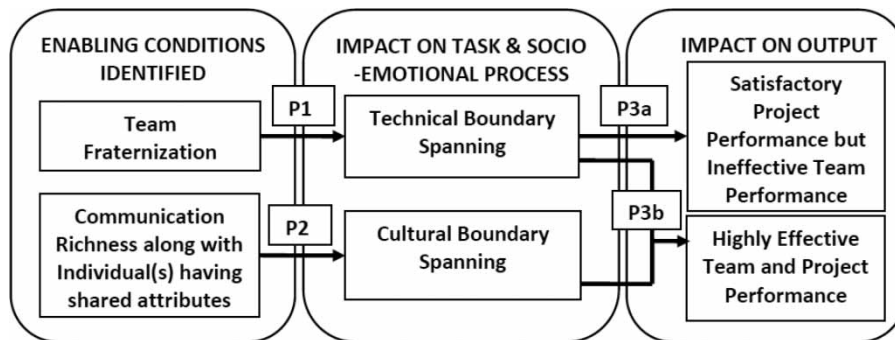 ENABLING CONDITIONS
IDENTIFIED
Team
Fraternization
Communication
Richness along with
Individual(s) having
shared attributes
P1
P2
IMPACT ON TASK & SOCIO
-EMOTIONAL PROCESS
Technical Boundary
Spanning
Cultural Boundary
Spanning
P3a
P3b
IMPACT ON OUTPUT
Satisfactory
Project
Performance but
Ineffective Team
Performance
Highly Effective
Team and Project
Performance